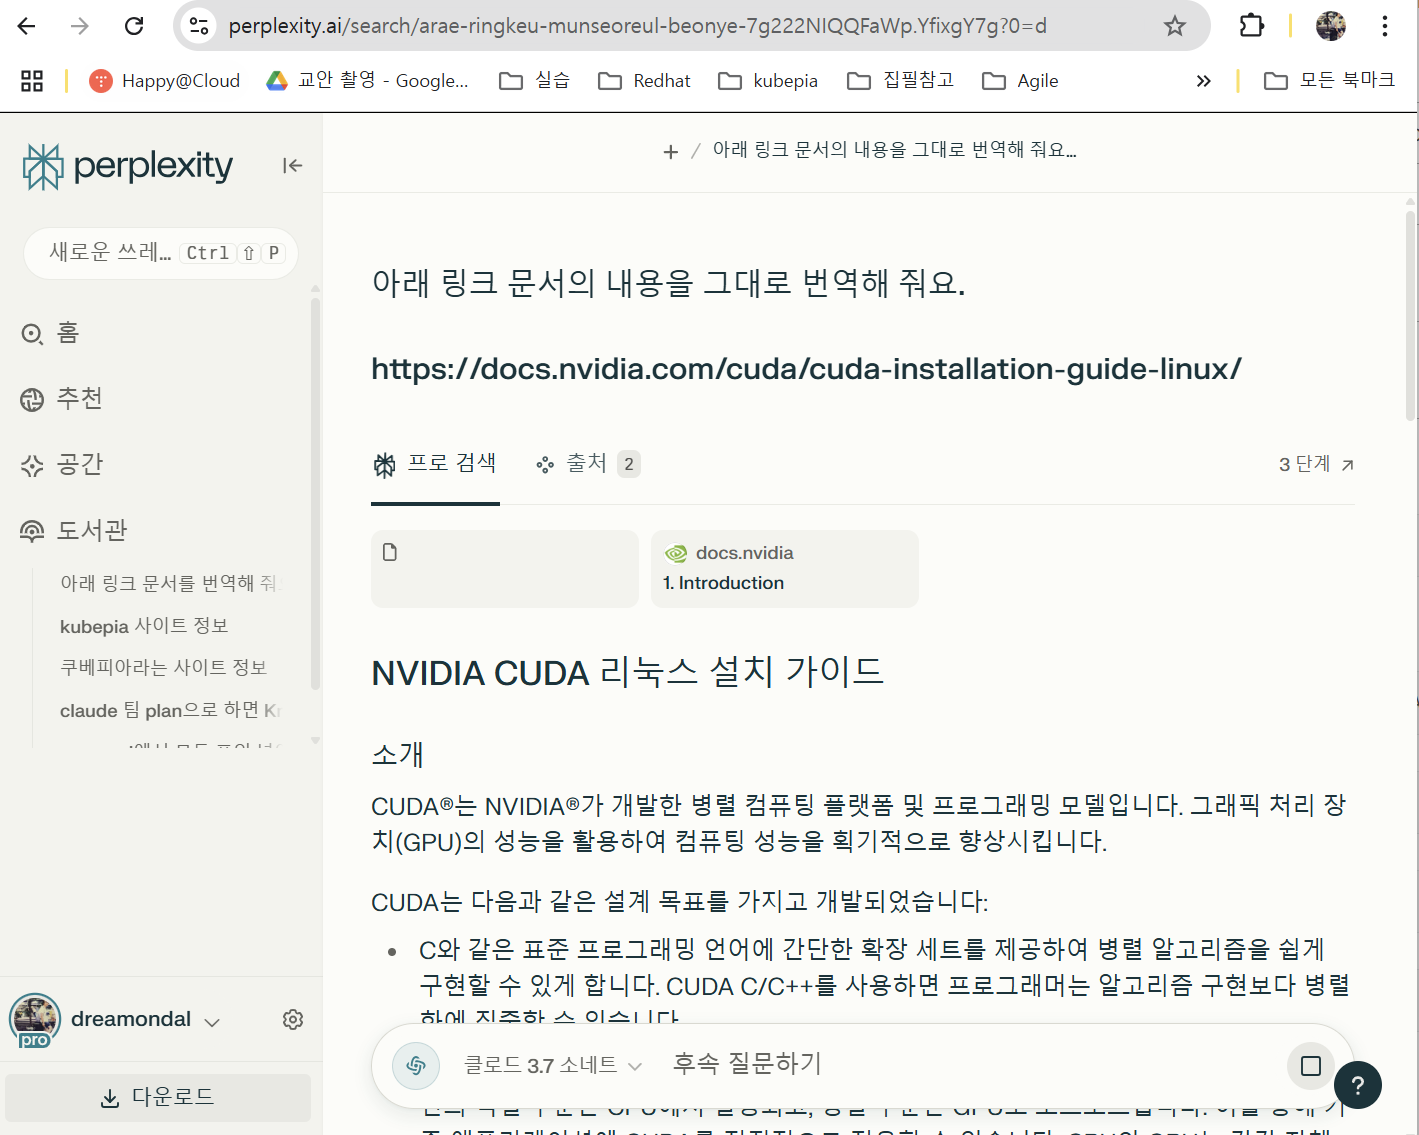 perplexity.ai/search/arae-ringkeu-munseoreul-beonye-7g222NIQQFaWp.YfixgY7g?0=d
Happy@Cloud
교안 촬영 - Google...
실습
Redhat
kubepia
집필참고
Agile
모든 북마크
perplexity
+ / 아래 링크 문서의 내용을 그대로 번역해 줘요...
새로운 쓰레... Ctrl ⇧ P
홈
추천
공간
도서관
아래 링크 문서를 번역해 줘
kubepia 사이트 정보
쿠베피아라는 사이트 정보
claude 팀 plan으로 하면
dreamondal
pro
다운로드
아래 링크 문서의 내용을 그대로 번역해 줘요.
https://docs.nvidia.com/cuda/cuda-installation-guide-linux/
프로 검색
출처 2
3 단계
docs.nvidia
1. Introduction
NVIDIA CUDA 리눅스 설치 가이드
소개
CUDA®는 NVIDIA®가 개발한 병렬 컴퓨팅 플랫폼 및 프로그래밍 모델입니다. 그래픽 처리 장
치(GPU)의 성능을 활용하여 컴퓨팅 성능을 획기적으로 향상시킵니다.
CUDA는 다음과 같은 설계 목표를 가지고 개발되었습니다:
• C와 같은 표준 프로그래밍 언어에 간단한 확장 세트를 제공하여 병렬 알고리즘을 쉽게
구현할 수 있게 합니다. CUDA C/C++를 사용하면 프로그래머는 알고리즘 구현보다 병렬
화에 집중할 수 있습니다
클로드 3.7 소네트
후속 질문하기
?